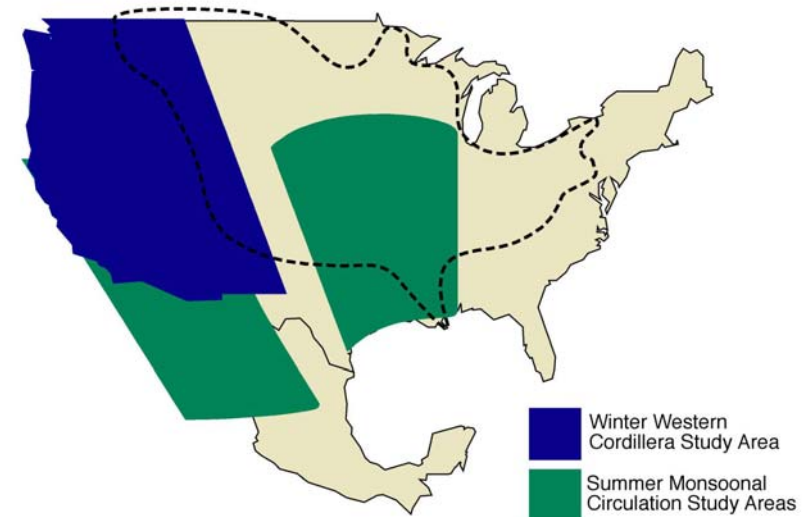 Winter Western
Cordillera Study Area
Summer Monsoonal
Circulation Study Areas